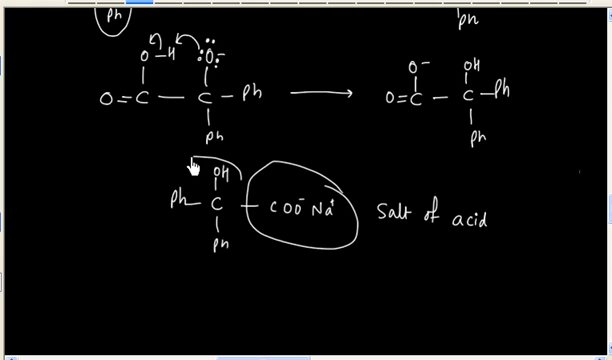 Ph Ph
O-H :Ö:-
O=C — C — Ph ⟶ O=C — C — Ph
O- OH
Ph Ph
OH
Ph — C — COO- Na+ Salt of acid
Ph